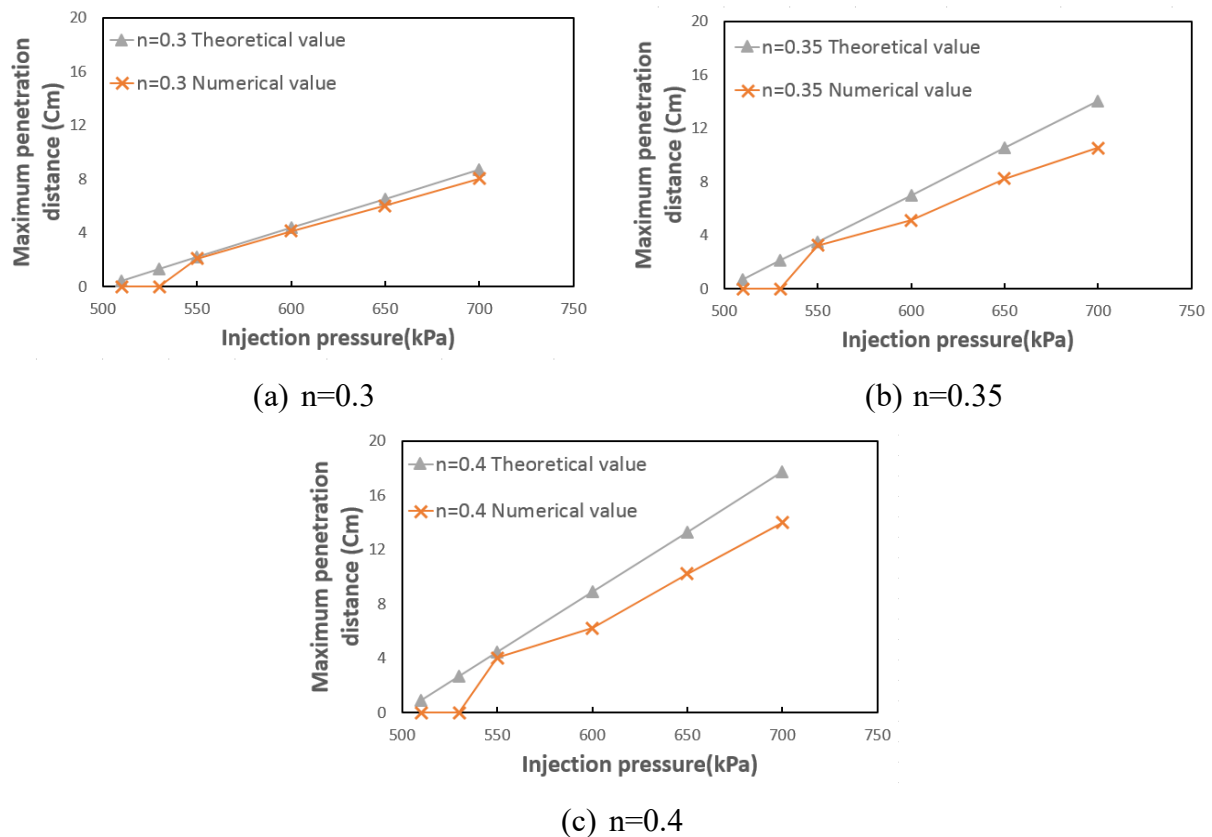 20
16
12
8
4
0
Maximum penetration
distance (Cm)
n=0.3 Theoretical value
n=0.3 Numerical value
500 550 600 650 700 750
Injection pressure(kPa)
(a) n=0.3
20
16
12
8
4
0
Maximum penetration
distance (Cm)
n=0.35 Theoretical value
n=0.35 Numerical value
500 550 600 650 700 750
Injection pressure(kPa)
(b) n=0.35
20
16
12
8
4
0
Maximum penetration
distance (Cm)
n=0.4 Theoretical value
n=0.4 Numerical value
500 550 600 650 700 750
Injection pressure(kPa)
(c) n=0.4